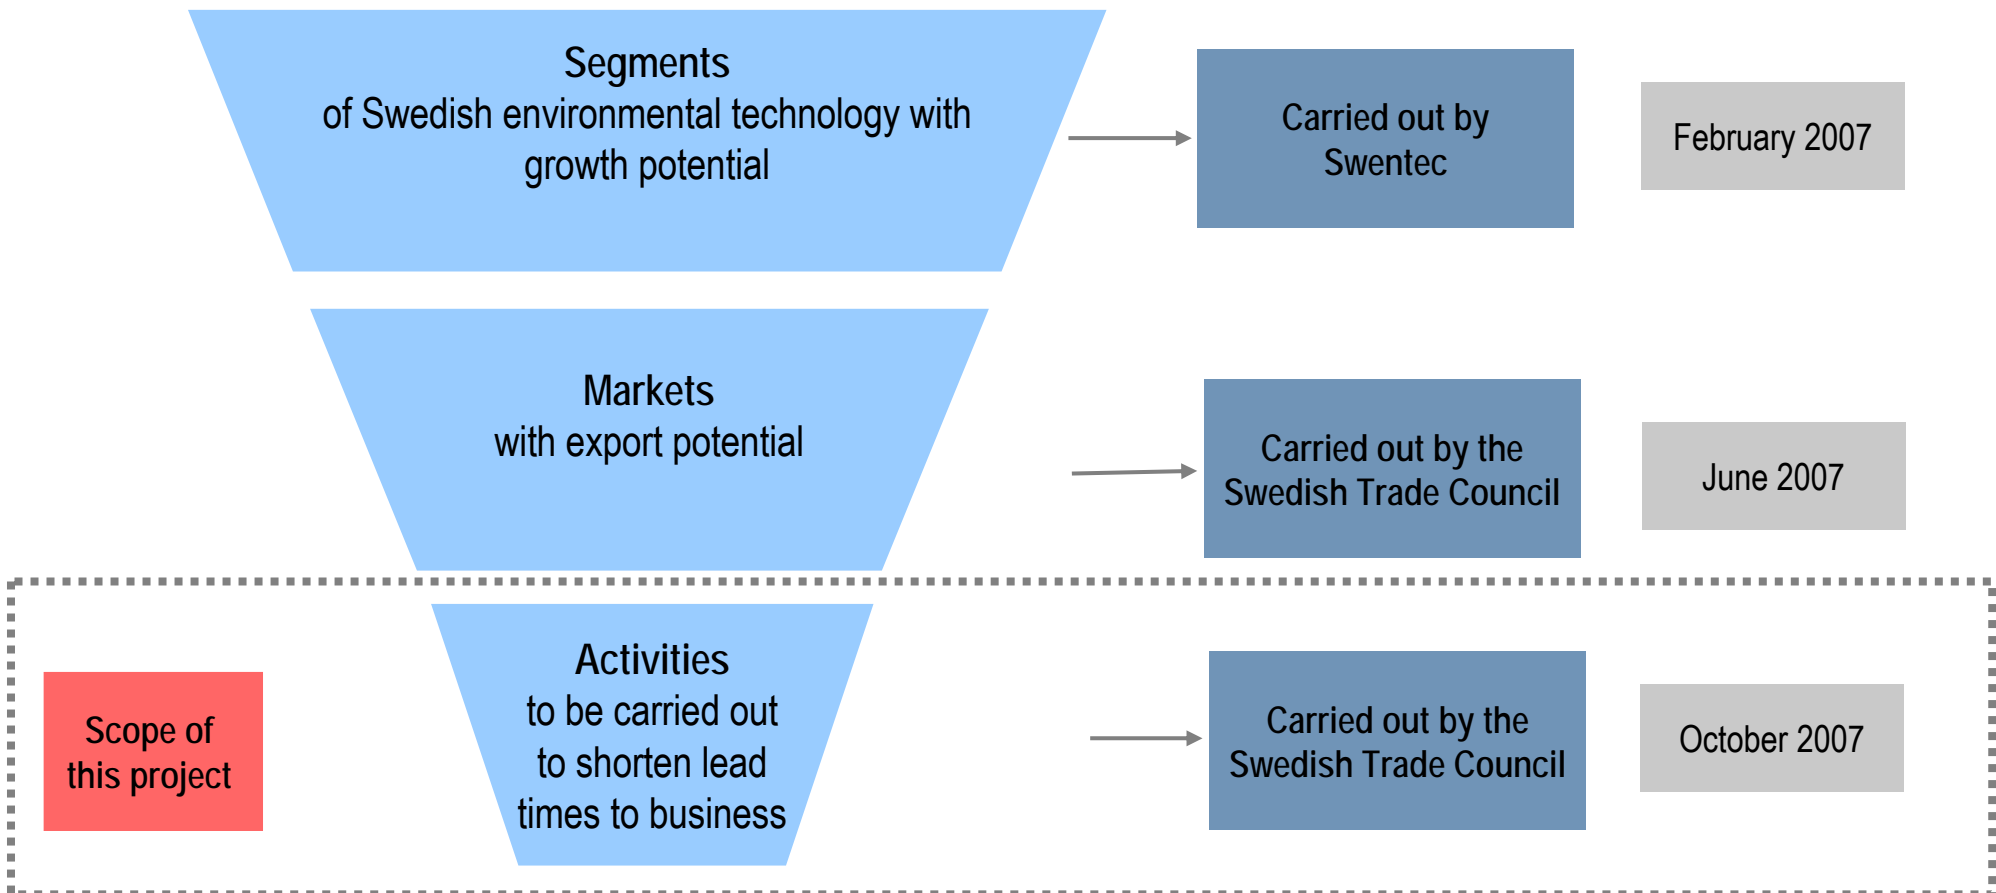 Segments
of Swedish environmental technology with
growth potential
Carried out by
Swentec
February 2007
Markets
with export potential
Carried out by the
Swedish Trade Council
June 2007
Scope of
this project
Activities
to be carried out
to shorten lead
times to business
Carried out by the
Swedish Trade Council
October 2007